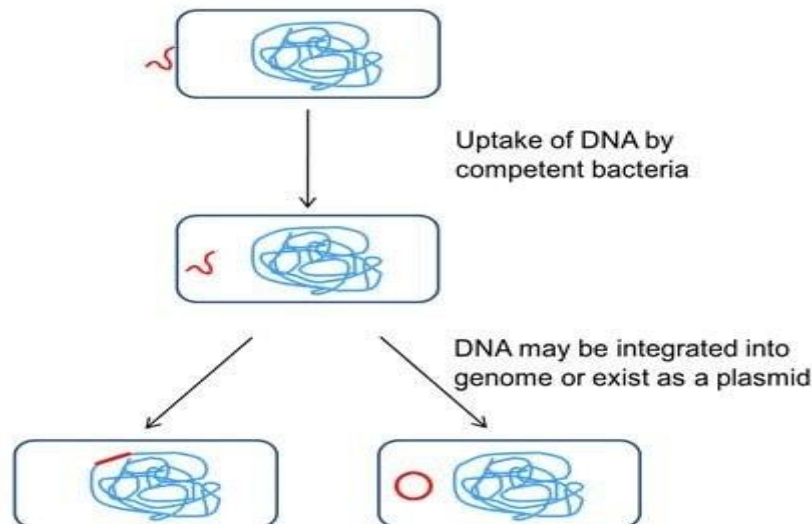 Uptake of DNA by
competent bacteria
DNA may be integrated into
genome or exist as a plasmid